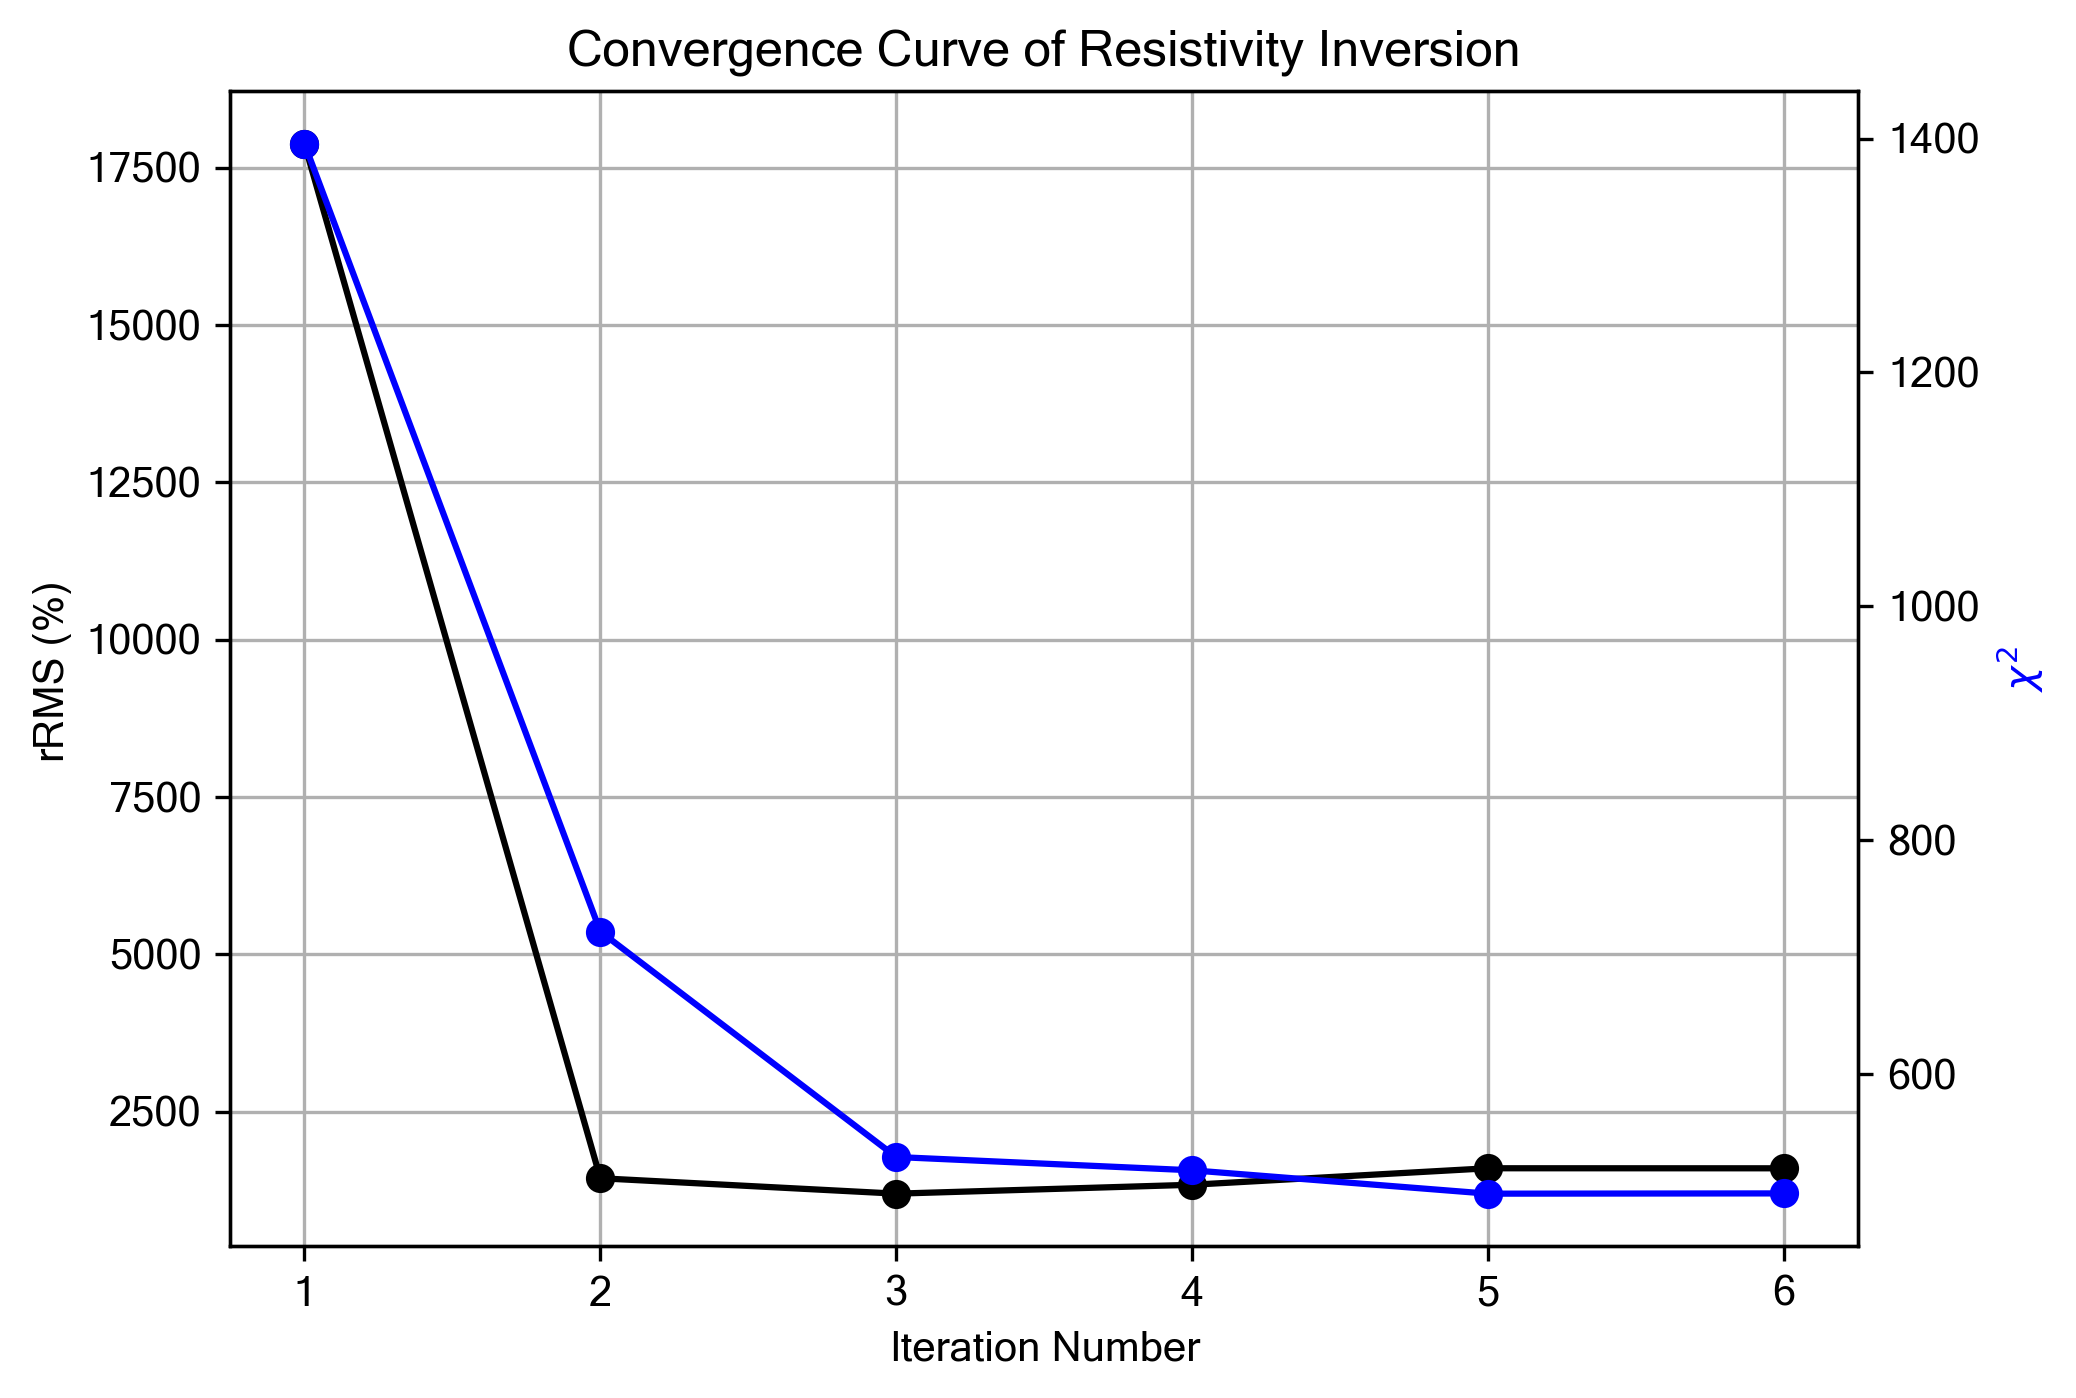 Convergence Curve of Resistivity Inversion
17500
15000
12500
10000
7500
5000
2500
rRMS (%)
1400
1200
1000
800
600
χ²
1 2 3 4 5 6
Iteration Number